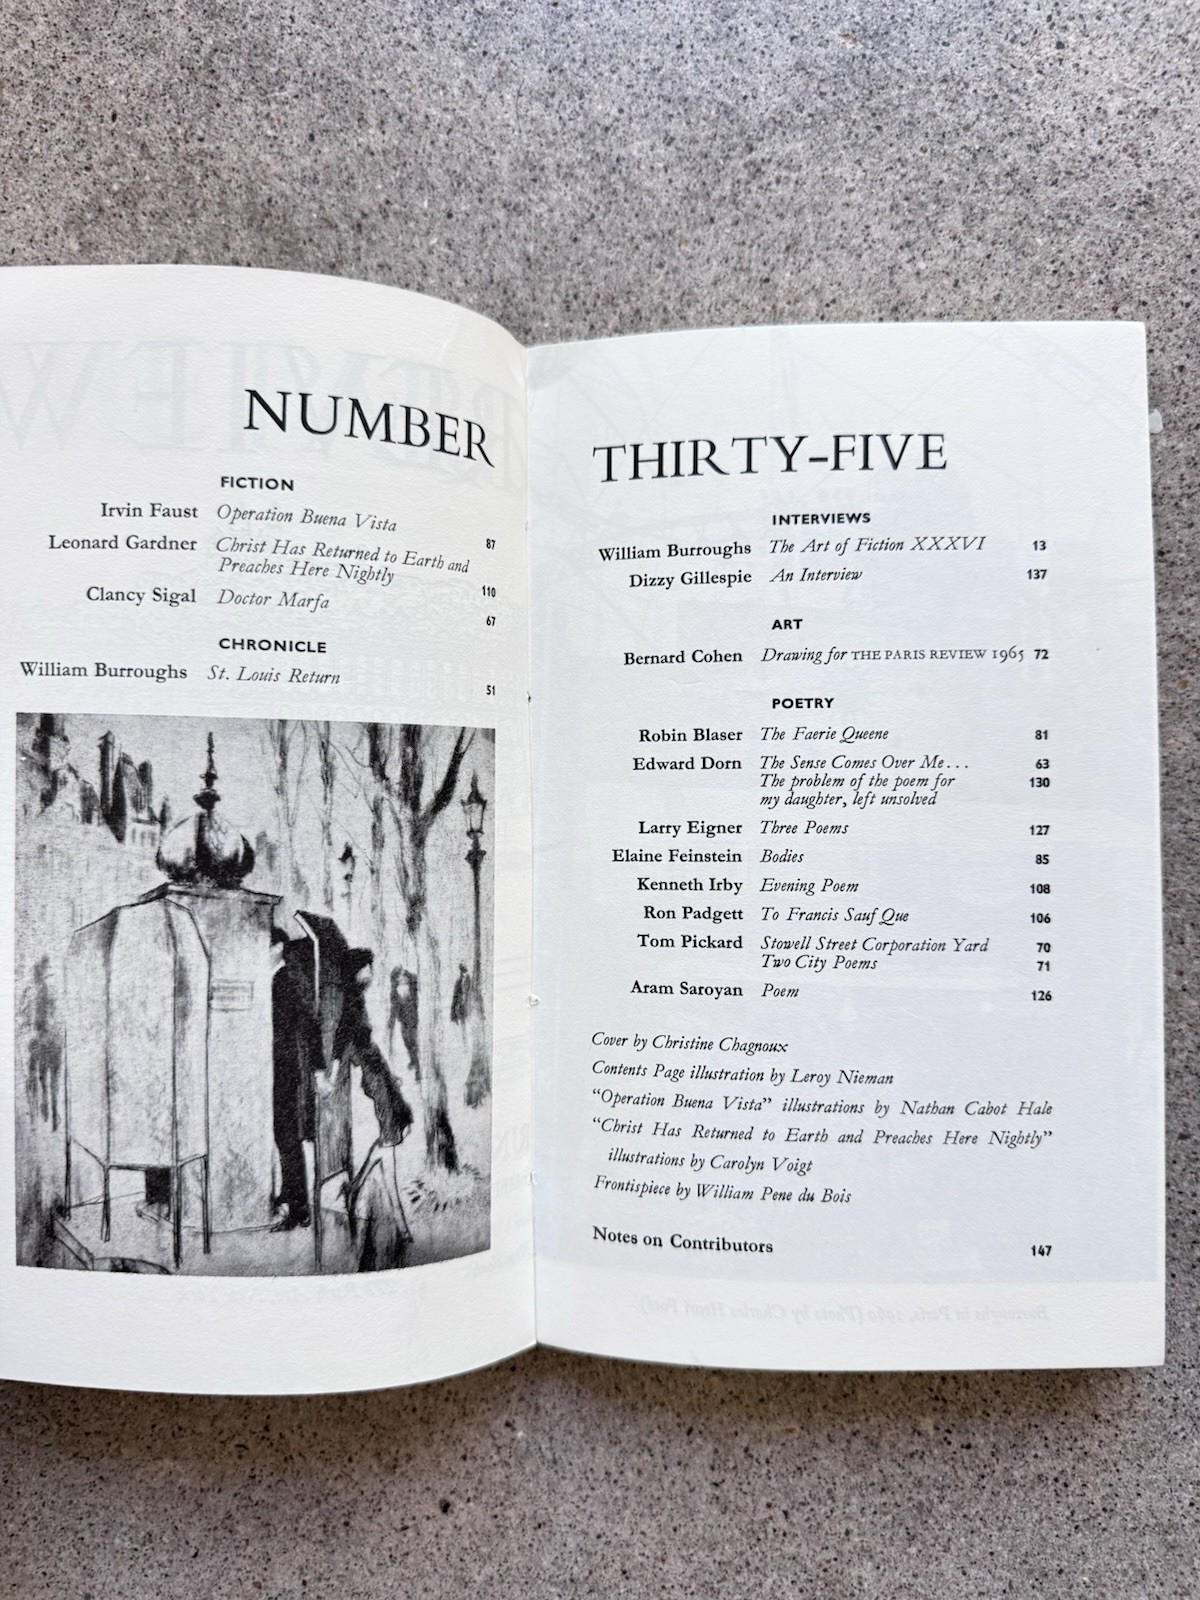 NUMBER
FICTION
Irvin Faust Operation Buena Vista 87
Leonard Gardner Christ Has Returned to Earth and
Preaches Here Nightly 110
Clancy Sigal Doctor Marfa 67
CHRONICLE
William Burroughs St. Louis Return 51
THIRTY-FIVE
INTERVIEWS
William Burroughs The Art of Fiction XXXVI 13
Dizzy Gillespie An Interview 137
ART
Bernard Cohen Drawing for THE PARIS REVIEW 1965 72
POETRY
Robin Blaser The Faerie Queene 81
Edward Dorn The Sense Comes Over Me... 63
The problem of the poem for 130
my daughter, left unsolved
Larry Eigner Three Poems 127
Elaine Feinstein Bodies 85
Kenneth Irby Evening Poem 108
Ron Padgett To Francis Sauf Que 106
Tom Pickard Stowell Street Corporation Yard 70
Two City Poems 71
Aram Saroyan Poem 126
Cover by Christine Chagnoux
Contents Page illustration by Leroy Nieman
"Operation Buena Vista" illustrations by Nathan Cabot Hale
"Christ Has Returned to Earth and Preaches Here Nightly"
illustrations by Carolyn Voigt
Frontispiece by William Pene du Bois
Notes on Contributors 147